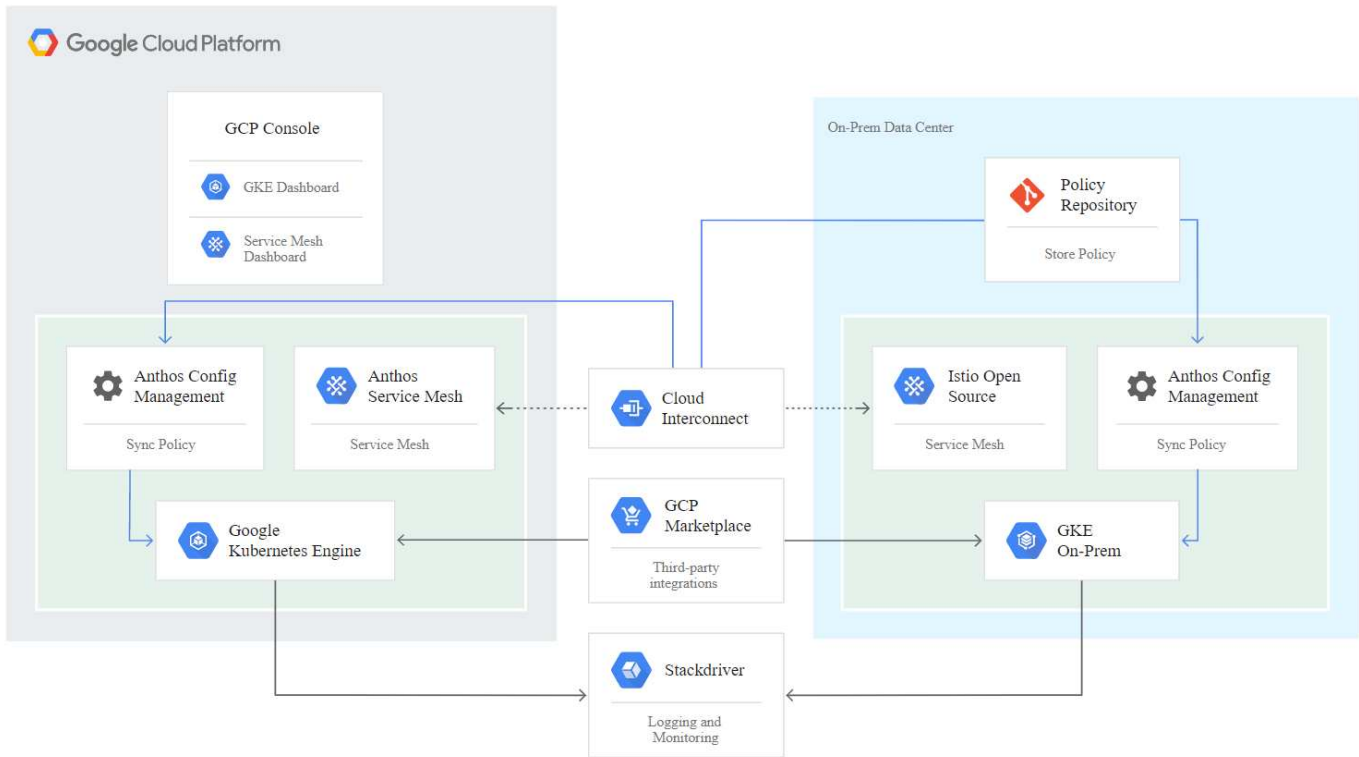 Google Cloud Platform
GCP Console
GKE Dashboard
Service Mesh
Dashboard
On-Prem Data Center
Policy
Repository
Store Policy
Anthos Config
Management
Sync Policy
Anthos
Service Mesh
Service Mesh
Cloud
Interconnect
Istio Open
Source
Service Mesh
Anthos Config
Management
Sync Policy
Google
Kubernetes Engine
GCP
Marketplace
Third-party
integrations
GKE
On-Prem
Stackdriver
Logging and
Monitoring